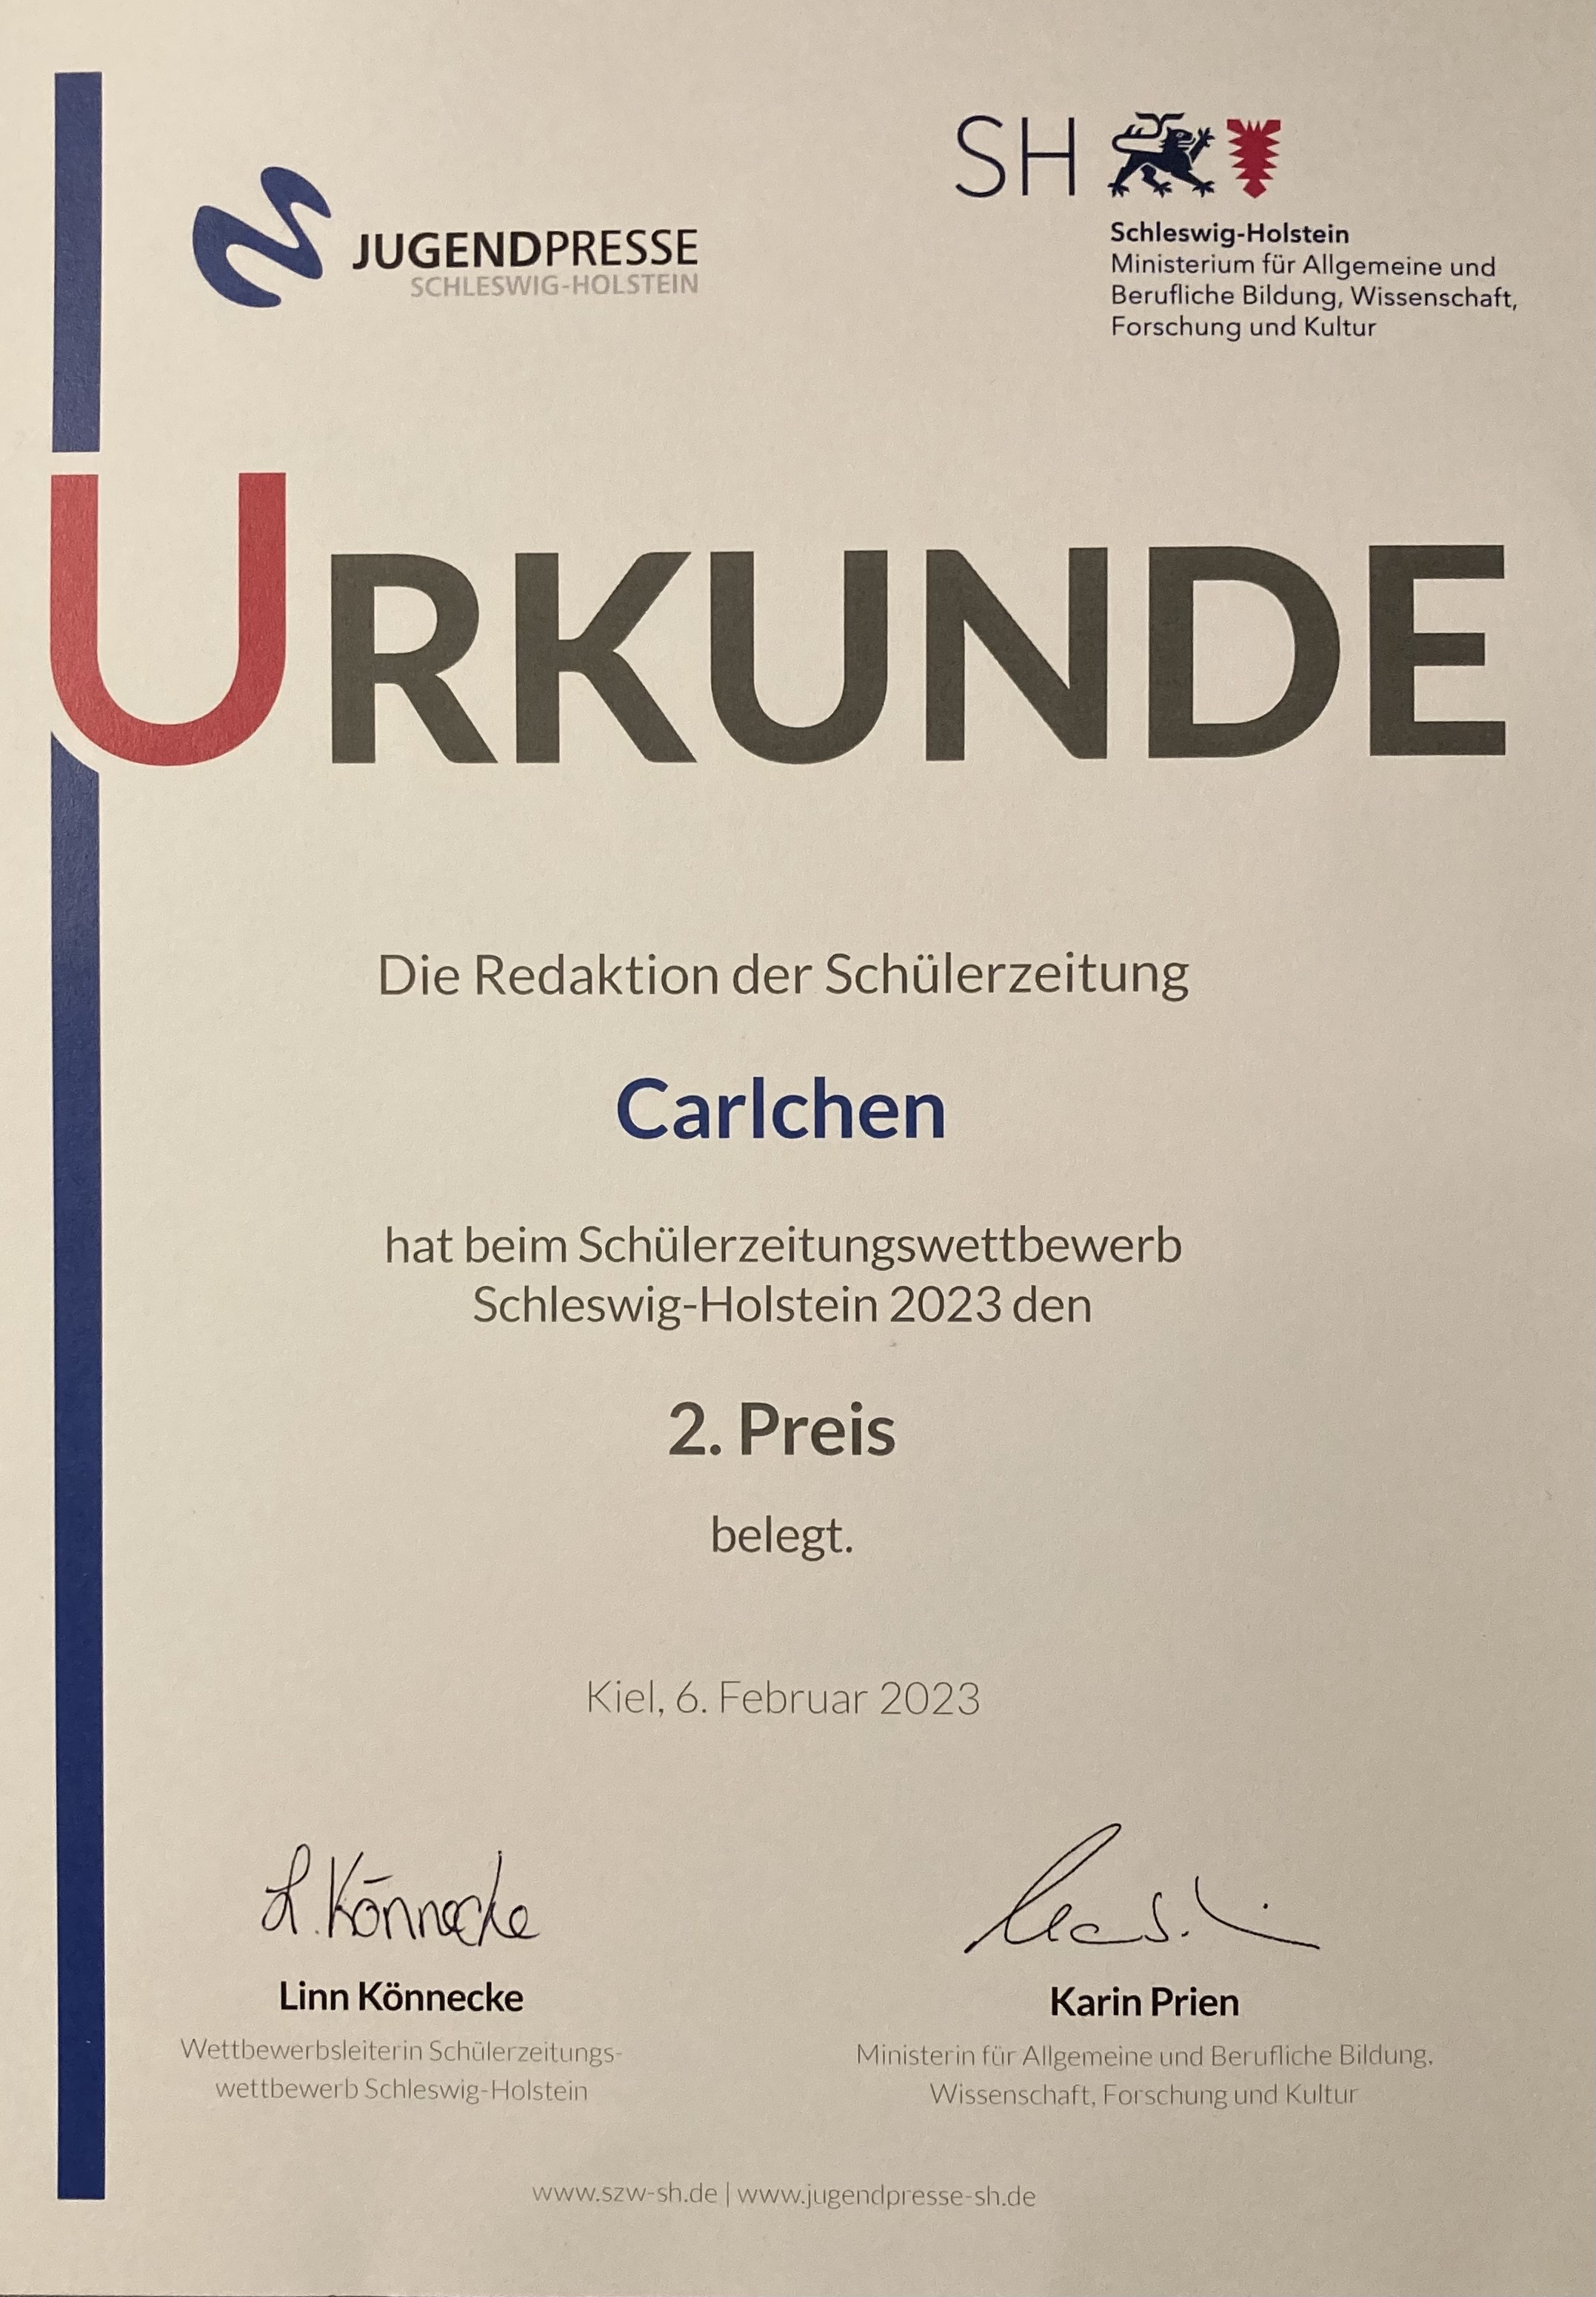 JUGENDPRESSE
SCHLESWIG-HOLSTEIN
SH
Schleswig-Holstein
Ministerium für Allgemeine und
Berufliche Bildung, Wissenschaft,
Forschung und Kultur
URKUNDE
Die Redaktion der Schülerzeitung
Carlchen
hat beim Schülerzeitungswettbewerb
Schleswig-Holstein 2023 den
2. Preis
belegt.
Kiel, 6. Februar 2023
L. Könnecke
Linn Könnecke
Wettbewerbsleiterin Schülerzeitungs-
wettbewerb Schleswig-Holstein
Karin Prien
Ministerin für Allgemeine und Berufliche Bildung,
Wissenschaft, Forschung und Kultur
www.szw-sh.de | www.jugendpresse-sh.de